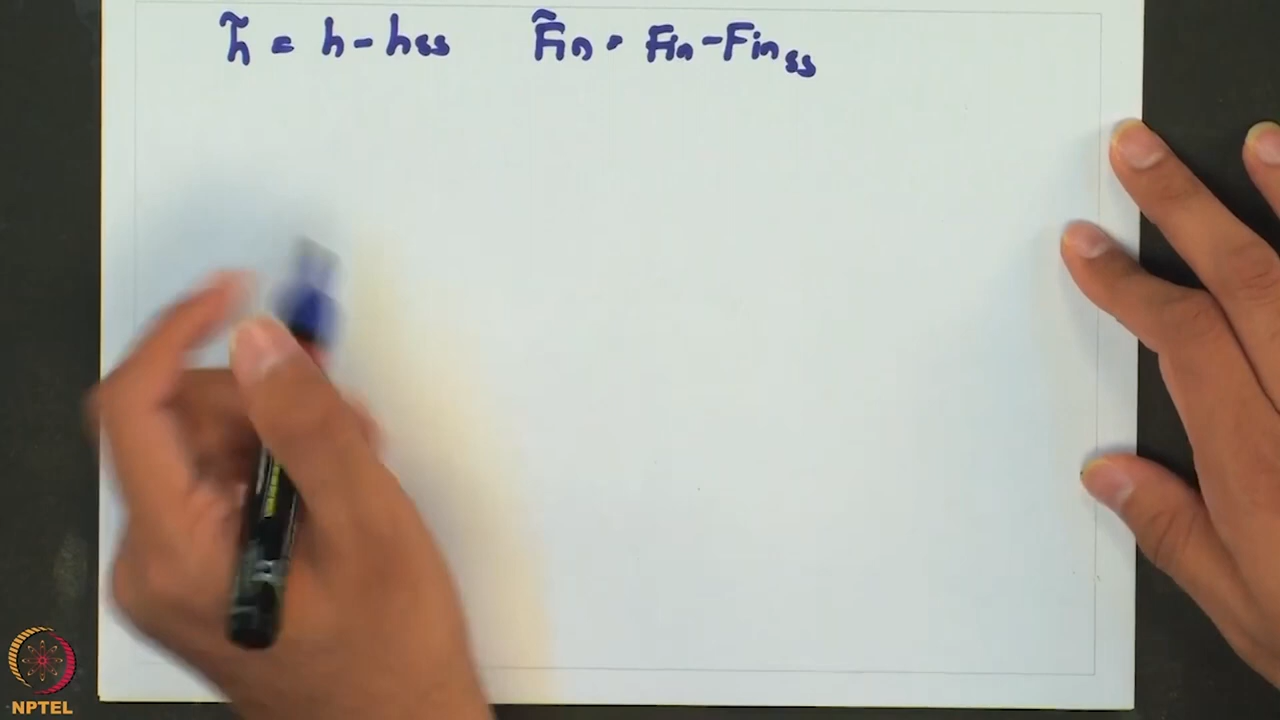 h̃ = h - hss F̃in = Fin - Finss
NPTEL